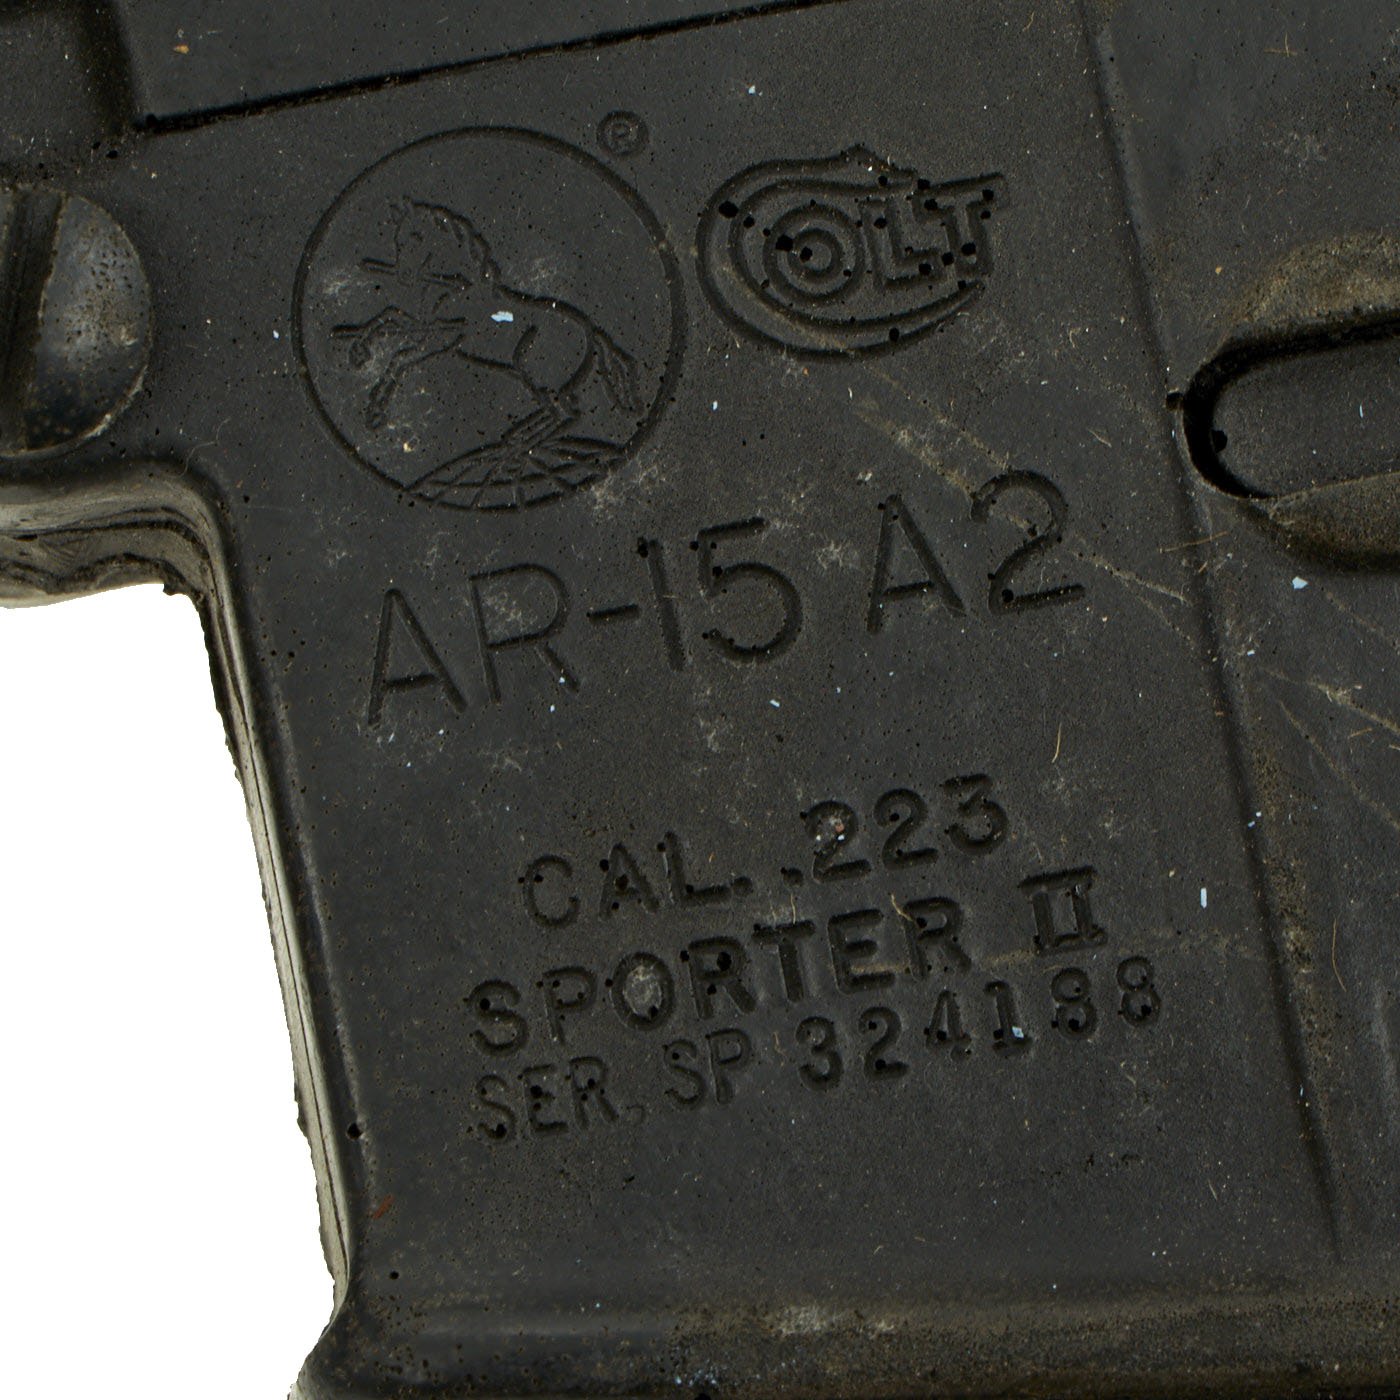 ®
COLT
AR-15 A2
CAL. .223
SPORTER II
SER. SP 324188